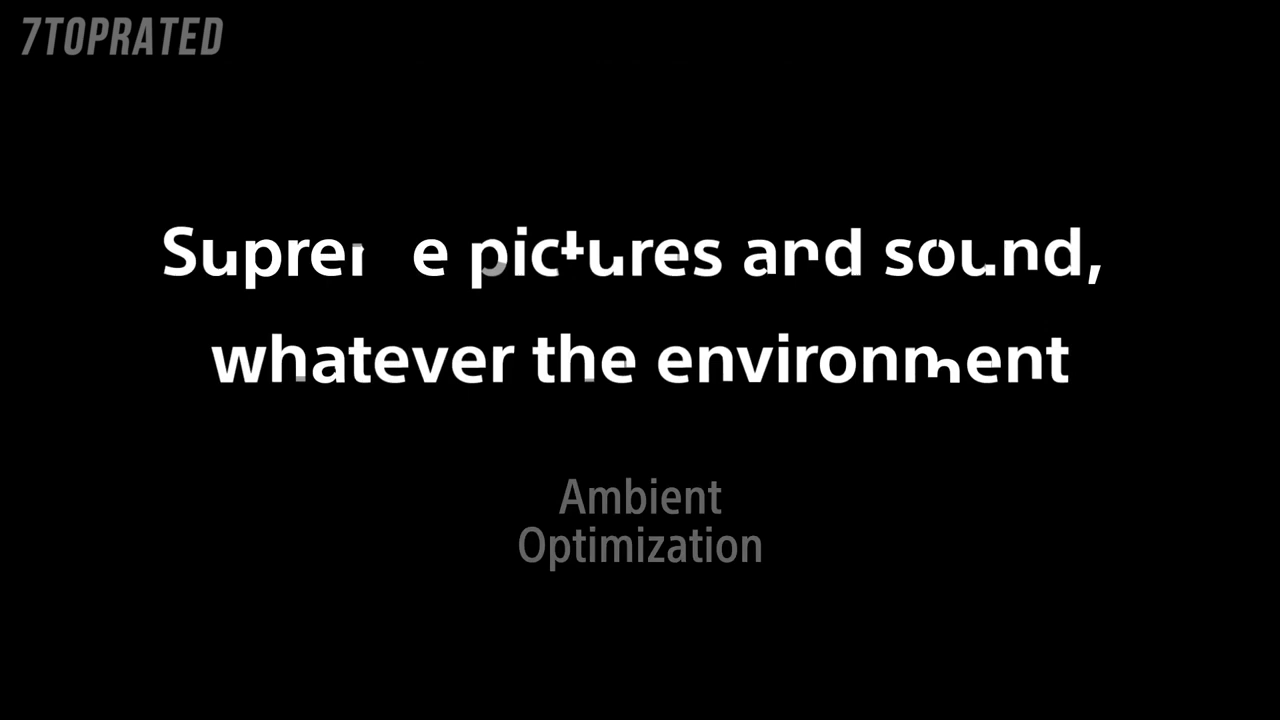 7TOPRATED
Supreme pictures and sound,
whatever the environment
Ambient
Optimization